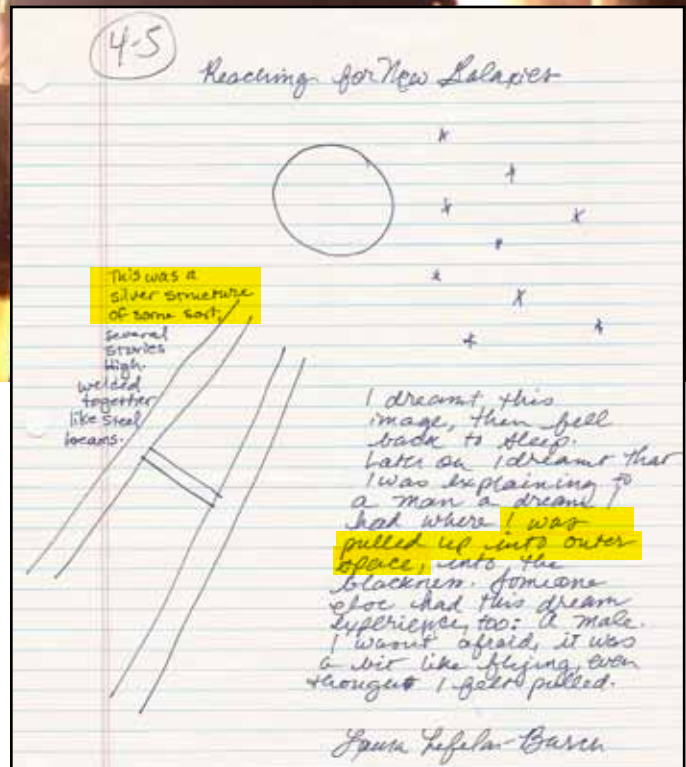 4-5
Reaching for New Galaxies
This was a
silver structure
of some sort,
several
stories
high.
welded
together
like steel
beams.
I dreamt this
image, then fell
back to sleep.
Later on I dreamt that
I was explaining to
a man a dream I
had where I was
pulled up into outer
space, into the
blackness. Someone
else had this dream
experience, too: a male.
I wasn't afraid, it was
a bit like flying, even
though I felt pulled.
Laura